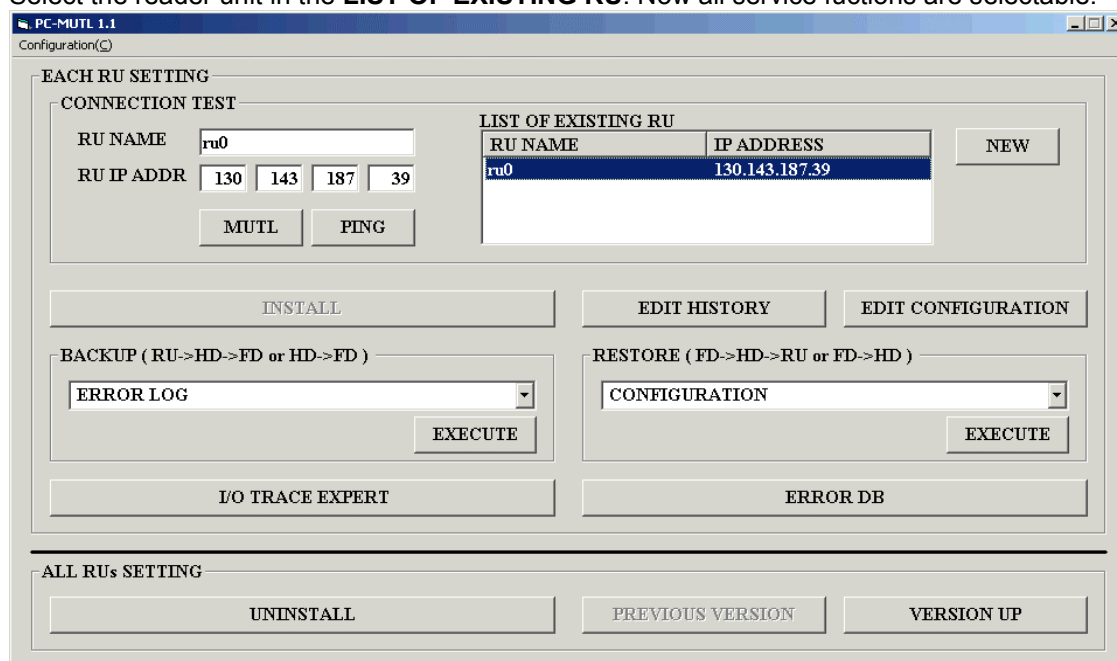 Select the reader unit in the LIST OF EXISTING RU. Now all service fuctions are selectable.
PC-MUTL 1.1
Configuration(C)
EACH RU SETTING
CONNECTION TEST
RU NAME ru0
RU IP ADDR 130 143 187 39
MUTL PING
LIST OF EXISTING RU
RU NAME IP ADDRESS
ru0 130.143.187.39
NEW
INSTALL EDIT HISTORY EDIT CONFIGURATION
BACKUP ( RU->HD->FD or HD->FD )
ERROR LOG
EXECUTE
RESTORE ( FD->HD->RU or FD->HD )
CONFIGURATION
EXECUTE
I/O TRACE EXPERT ERROR DB
ALL RUs SETTING
UNINSTALL PREVIOUS VERSION VERSION UP